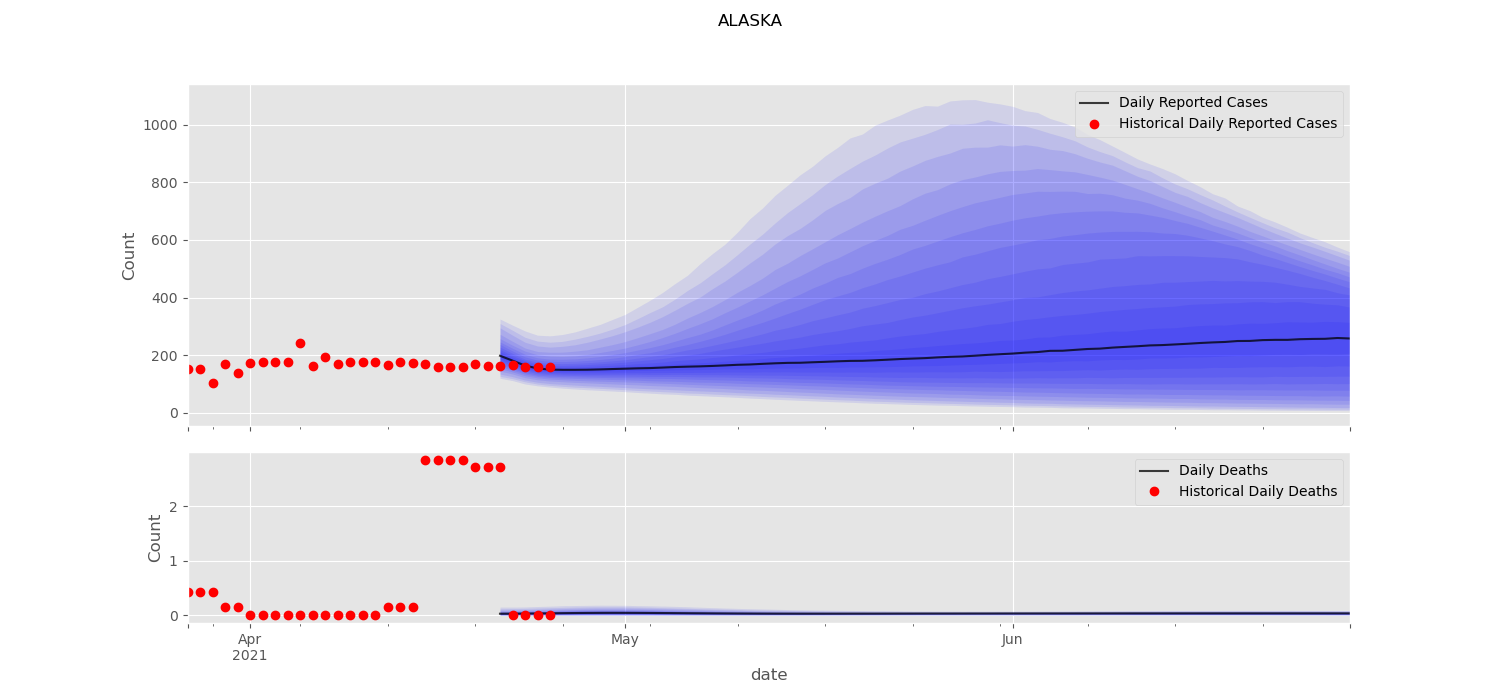 ALASKA
Daily Reported Cases
Historical Daily Reported Cases
1000
800
600
400
200
0
Count
Daily Deaths
Historical Daily Deaths
2
1
0
Count
Apr
2021
May
Jun
date